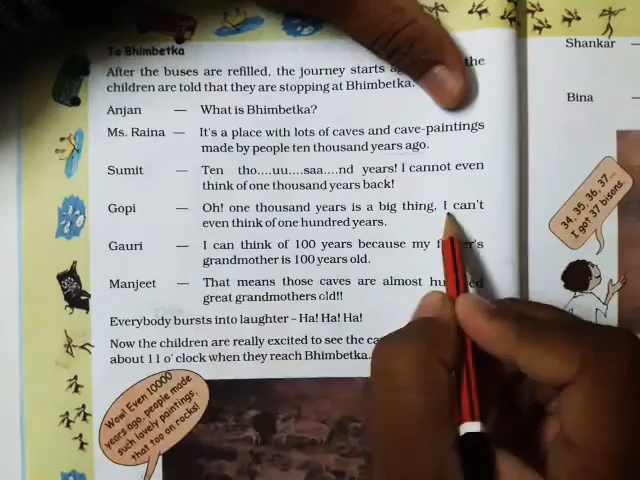 To Bhimbetka
After the buses are refilled, the journey starts the
children are told that they are stopping at Bhimbetka.
Anjan — What is Bhimbetka?
Ms. Raina — It's a place with lots of caves and cave-paintings
made by people ten thousand years ago.
Sumit — Ten tho....uu....saa....nd years! I cannot even
think of one thousand years back!
Gopi — Oh! one thousand years is a big thing, I can't
even think of one hundred years.
Gauri — I can think of 100 years because my
grandmother is 100 years old.
Manjeet — That means those caves are almost
great grandmothers old!!
Everybody bursts into laughter – Ha! Ha! Ha!
Now the children are really excited to see the
about 11 o' clock when they reach Bhimbetka.
Wow! Even 10000
years ago, people made
such lovely paintings,
that too on rocks!
Shankar —
Bina —
34, 35, 36, 37...
I got 37 bisons.